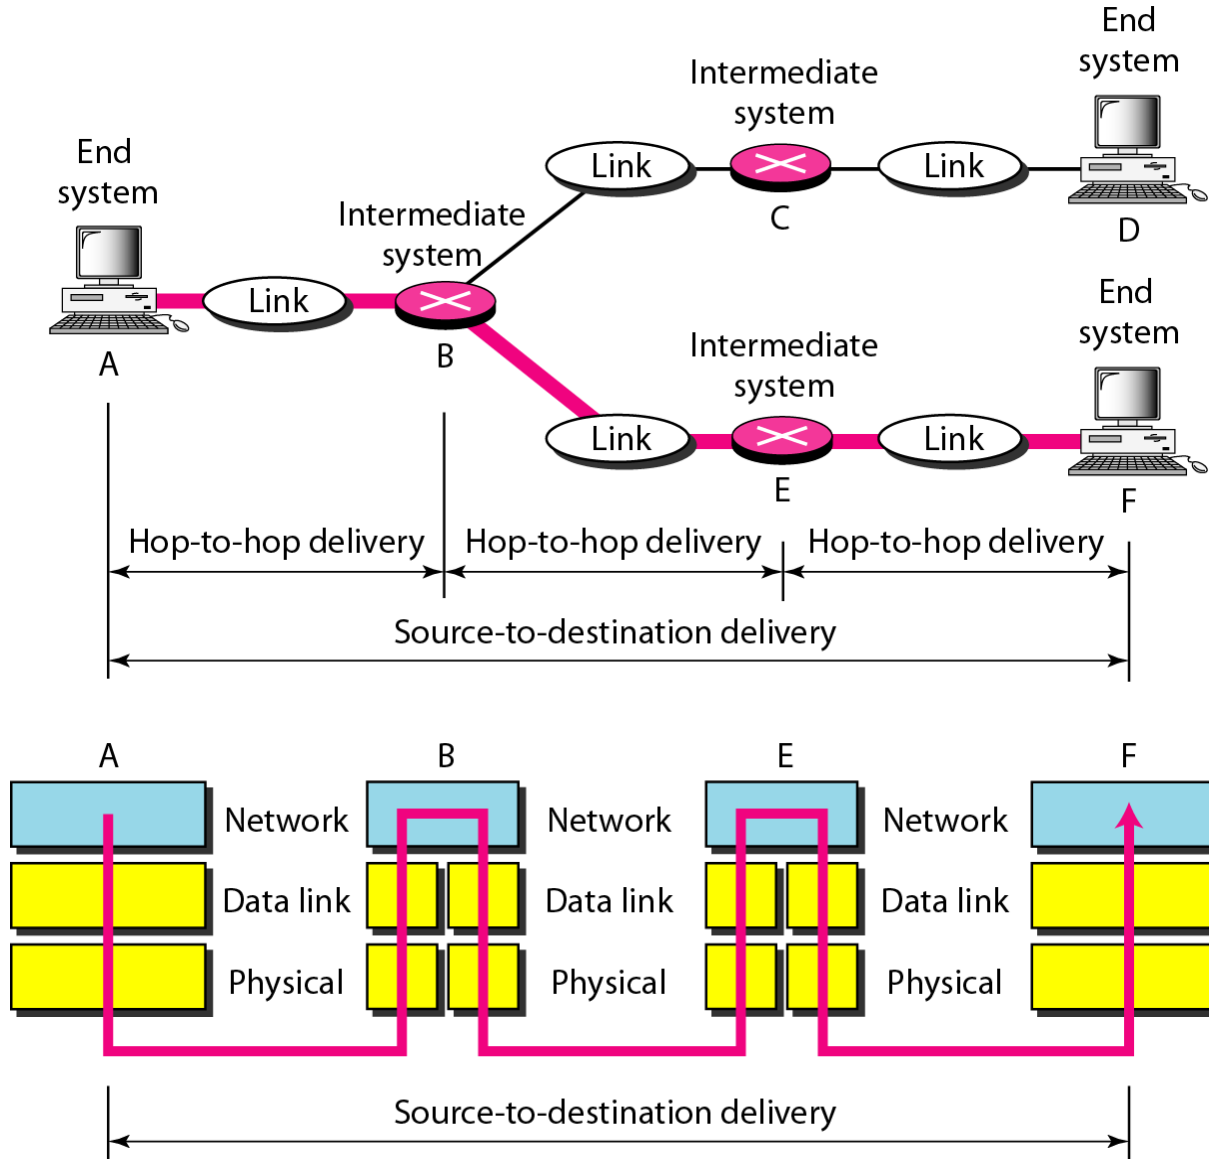 End
system
Intermediate
system
End
system
Link
Link
C
D
Intermediate
system
Link
A
B
Intermediate
system
End
system
Link
Link
E
F
Hop-to-hop delivery
Hop-to-hop delivery
Hop-to-hop delivery
Source-to-destination delivery
A
B
E
F
Network
Network
Network
Data link
Data link
Data link
Physical
Physical
Physical
Source-to-destination delivery